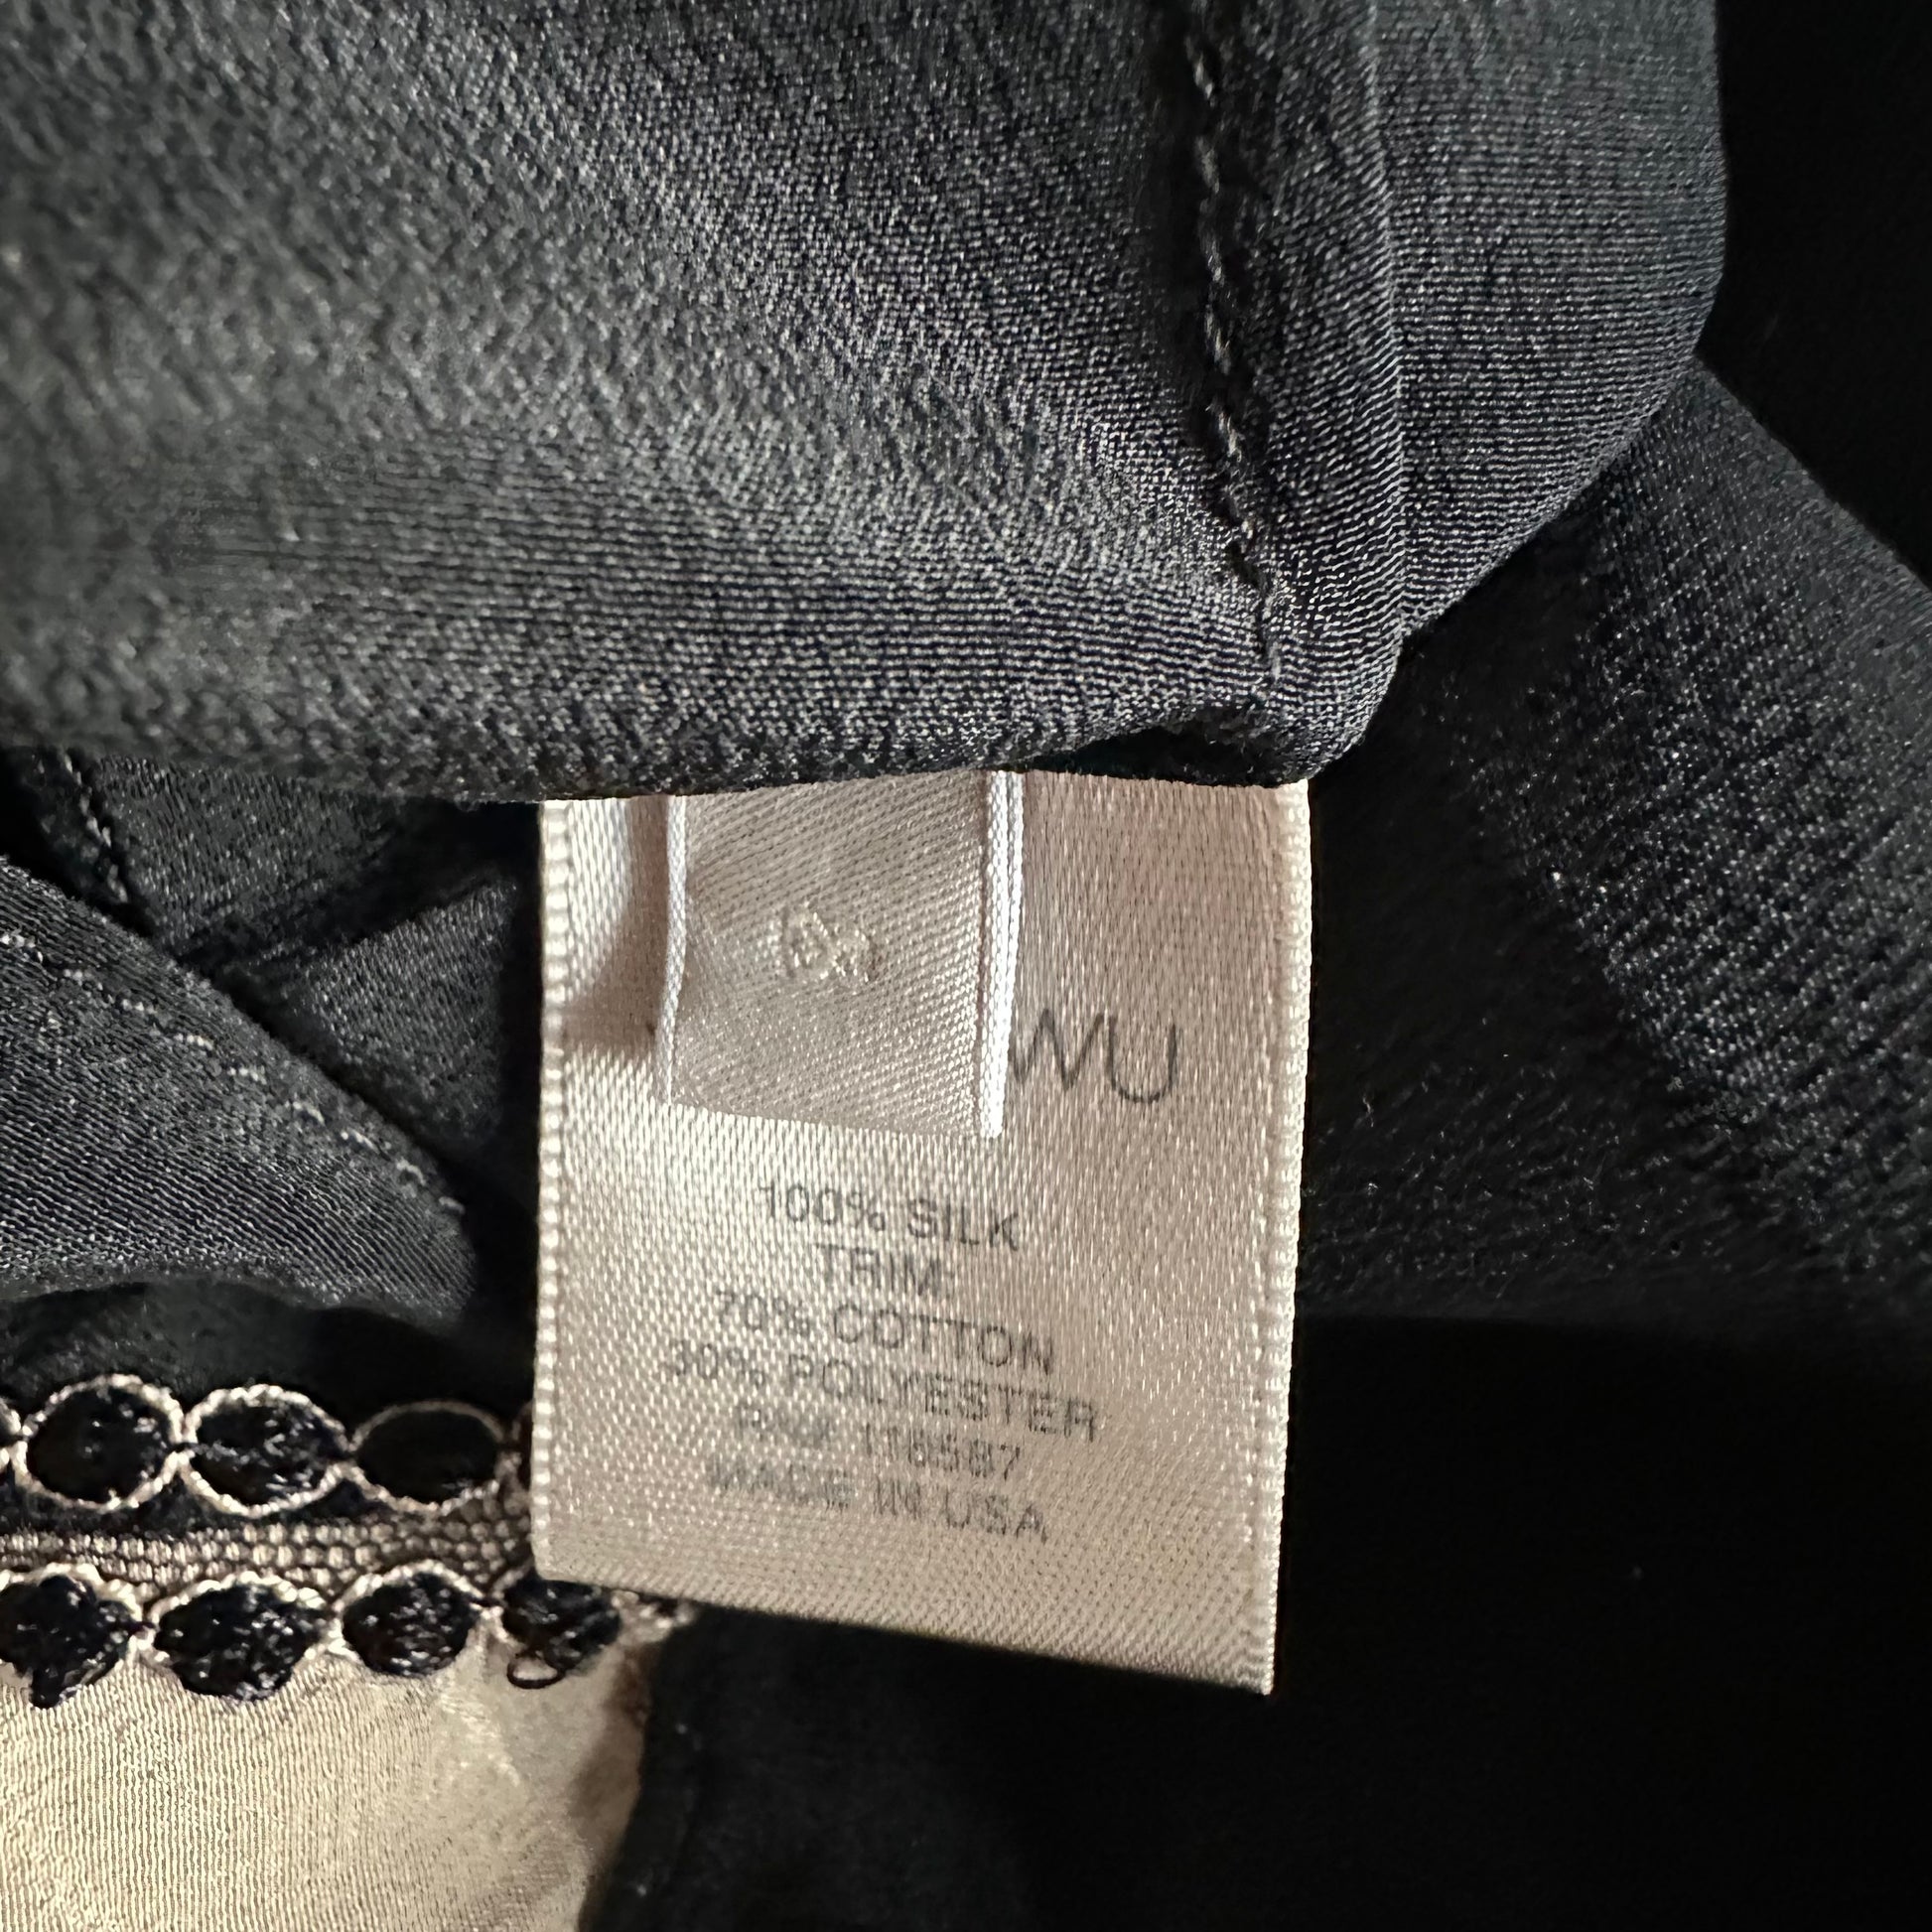 WU
100% SILK
TRIM
70% COTTON
30% POLYESTER
RN# 118587
MADE IN USA